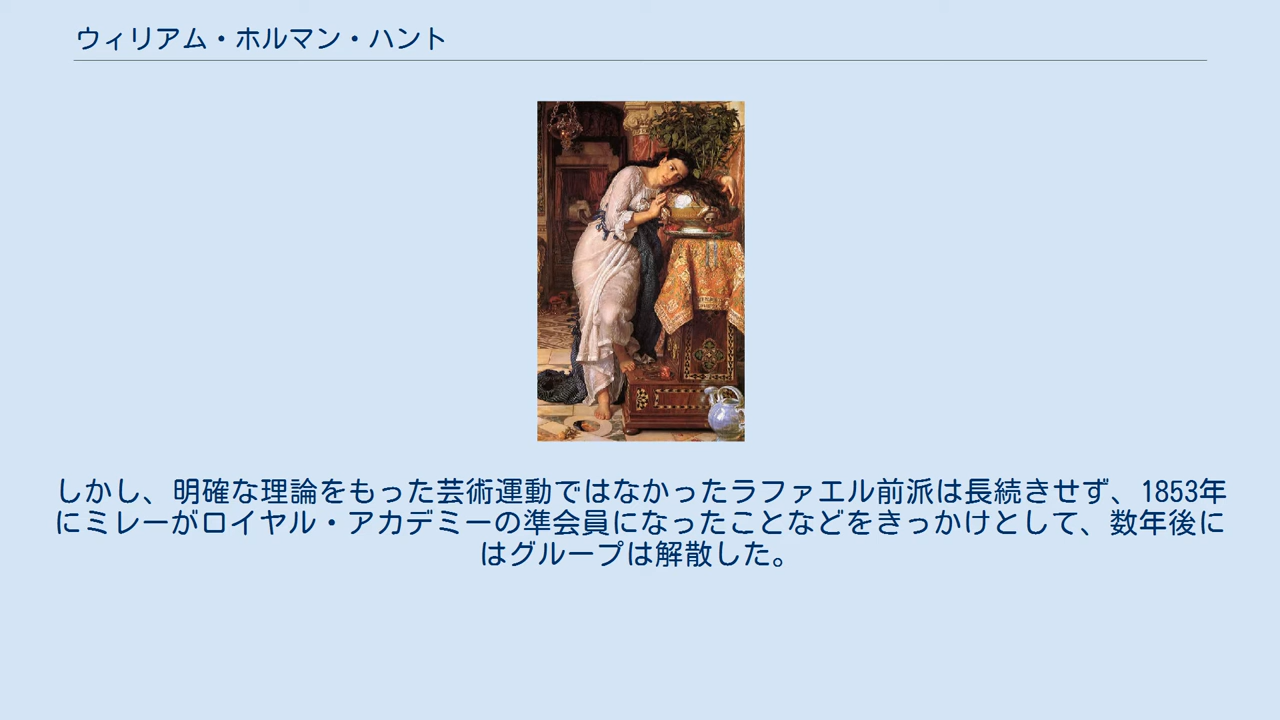 ウィリアム・ホルマン・ハント
しかし、明確な理論をもった芸術運動ではなかったラファエル前派は長続きせず、1853年
にミレーがロイヤル・アカデミーの準会員になったことなどをきっかけとして、数年後に
はグループは解散した。